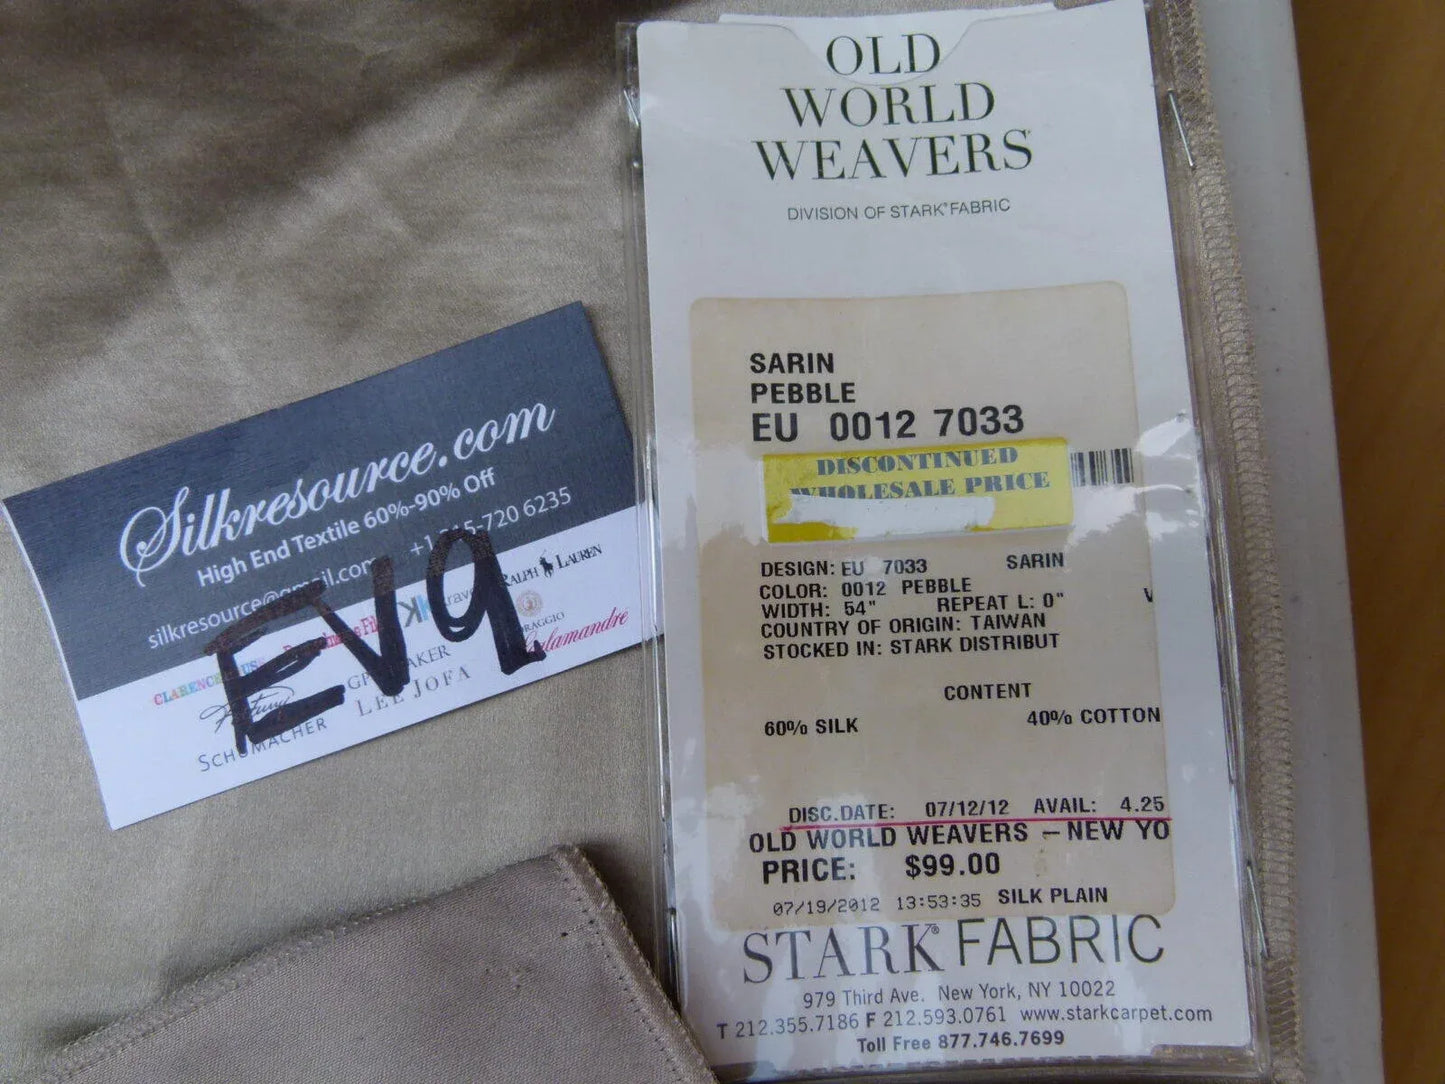 OLD
WORLD
WEAVERS
DIVISION OF STARK® FABRIC
SARIN
PEBBLE
EU 0012 7033
DISCONTINUED
WHOLESALE PRICE
DESIGN: EU 7033 SARIN
COLOR: 0012 PEBBLE
WIDTH: 54" REPEAT L: 0" V
COUNTRY OF ORIGIN: TAIWAN
STOCKED IN: STARK DISTRIBUT
CONTENT
60% SILK 40% COTTON
DISC.DATE: 07/12/12 AVAIL: 4.25
OLD WORLD WEAVERS - NEW YO
PRICE: $99.00
07/19/2012 13:53:35 SILK PLAIN
STARK® FABRIC
979 Third Ave. New York, NY 10022
T 212.355.7186 F 212.593.0761 www.starkcarpet.com
Toll Free 877.746.7699
Silkresource.com
High End Textile 60%-90% Off
-720 6235
silkresource@gmail.com
EV9
RALPH LAUREN
CLARENCE
Scalamandré
LEE JOFA
SCHUMACHER